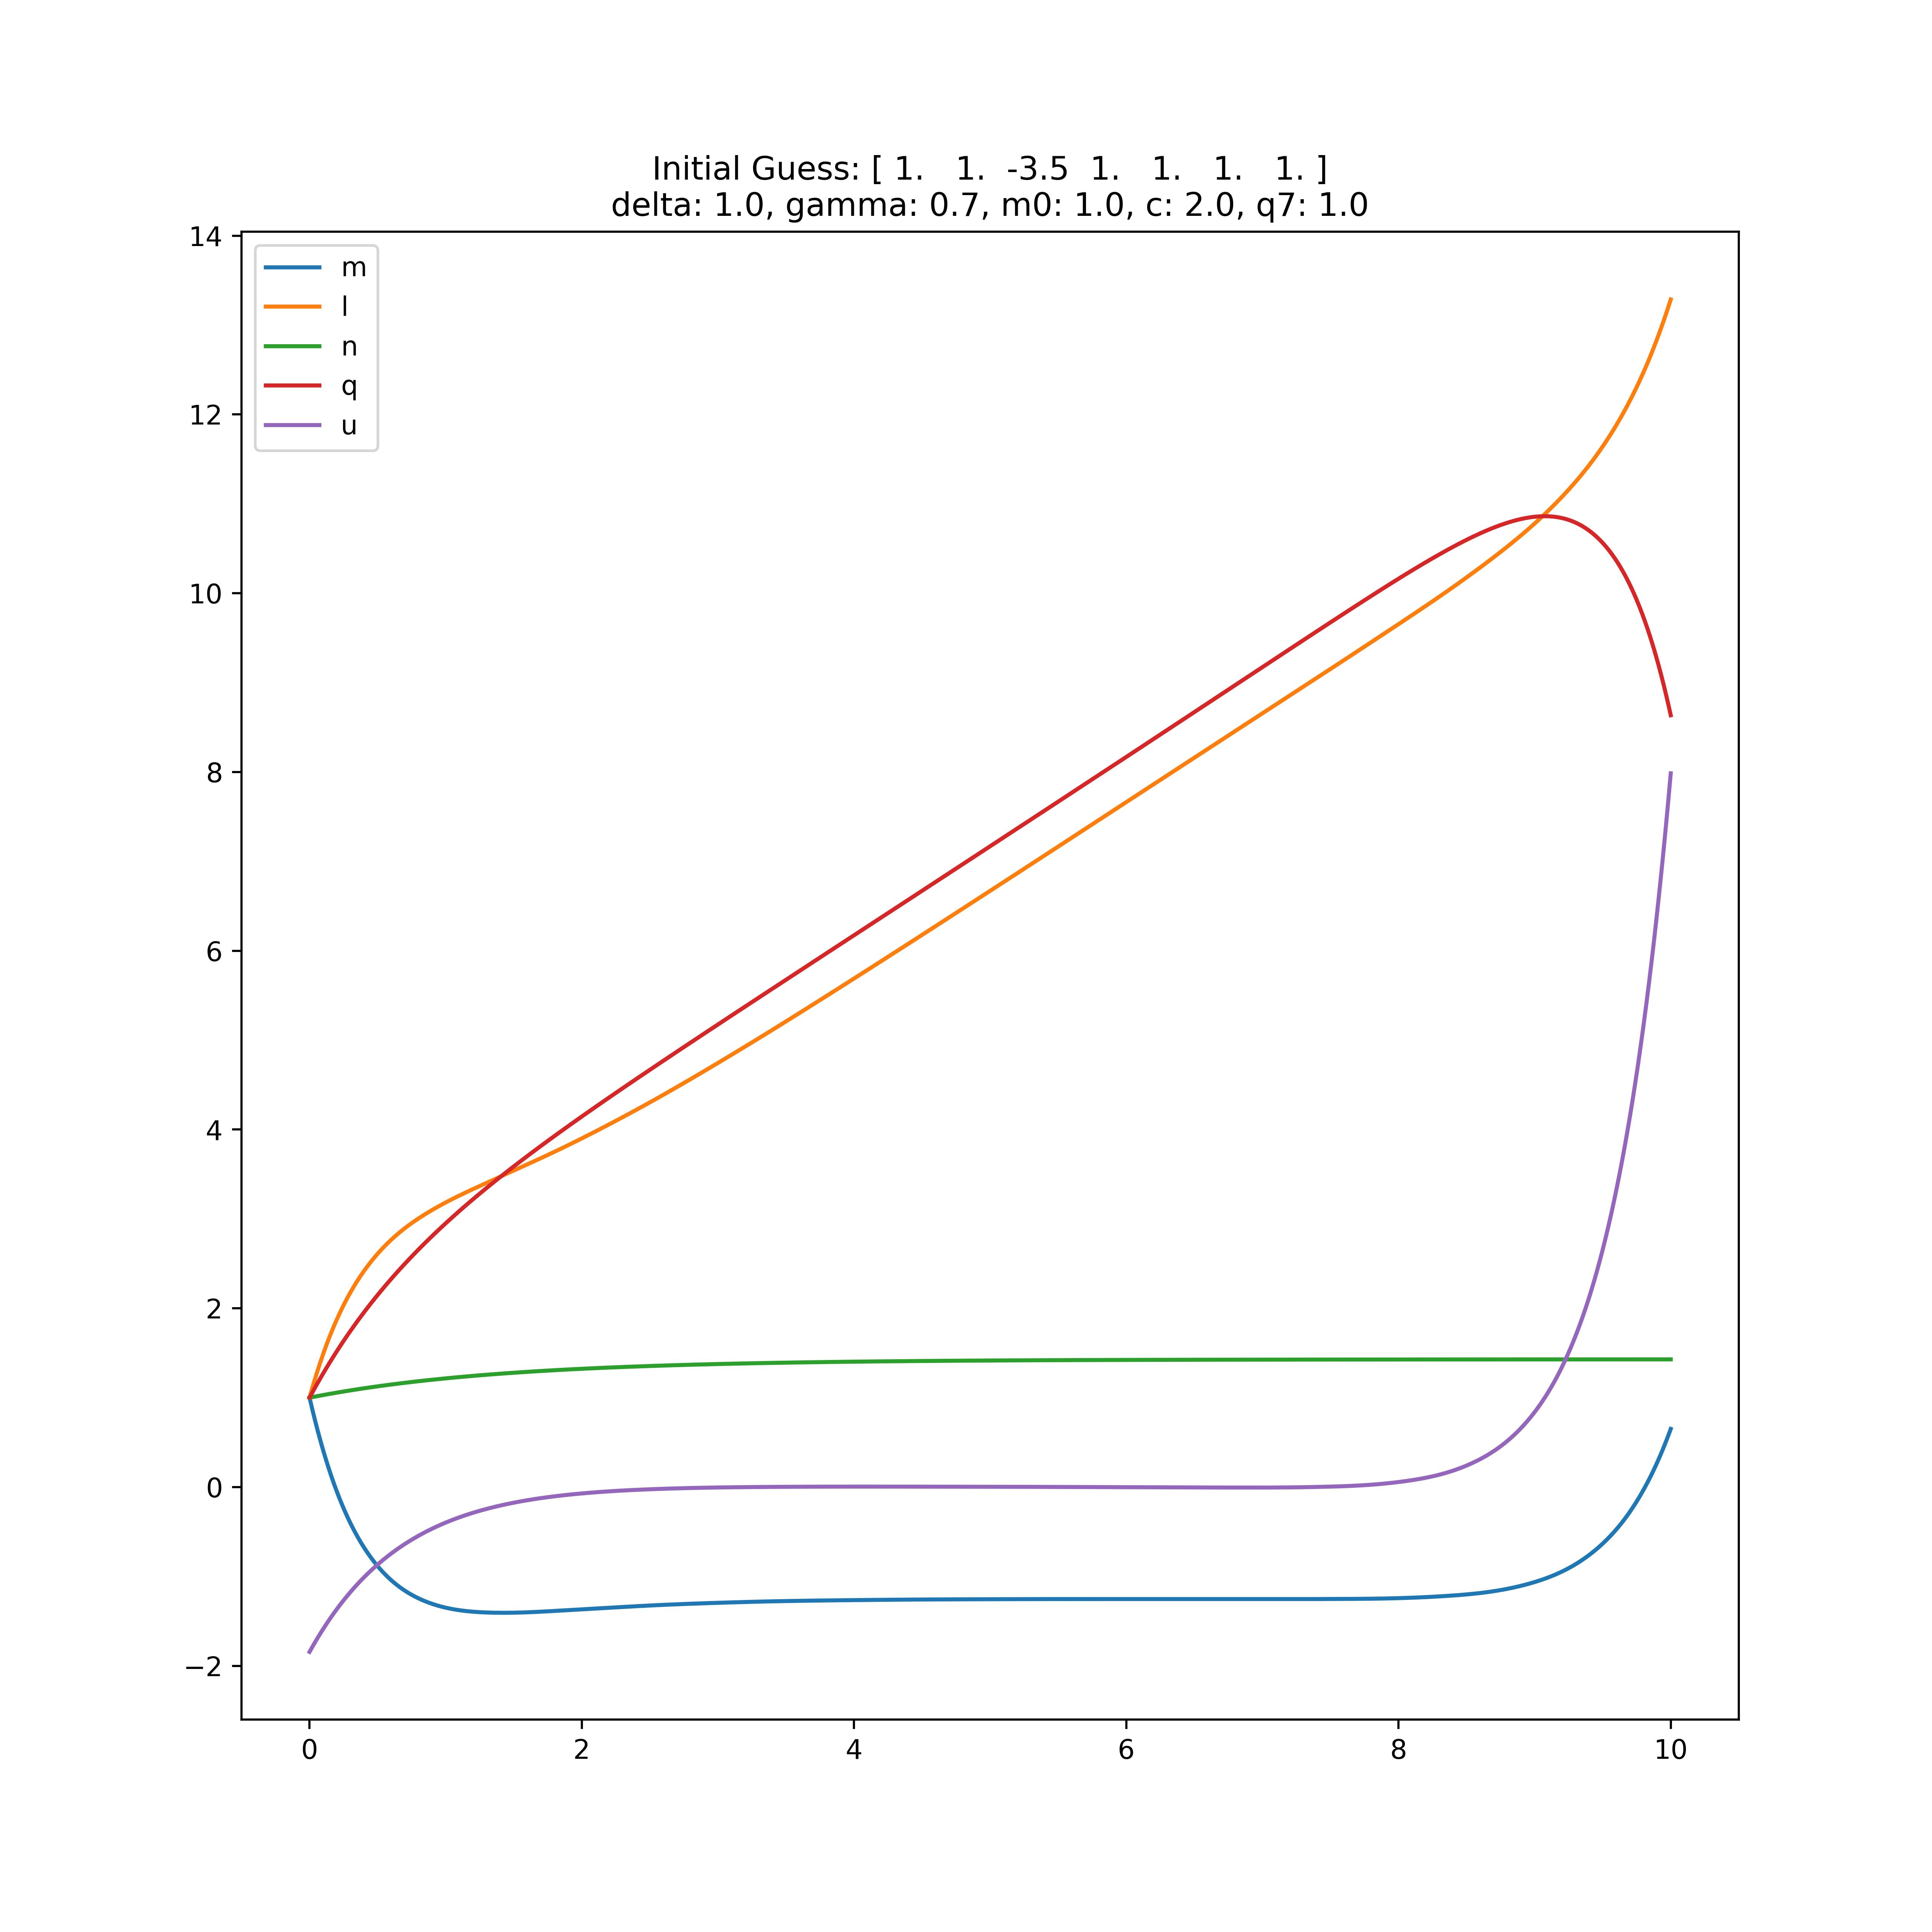 Initial Guess: [ 1. 1. -3.5 1. 1. 1. 1. ]
delta: 1.0, gamma: 0.7, m0: 1.0, c: 2.0, q7: 1.0
m
l
n
q
u
14
12
10
8
6
4
2
0
−2
0 2 4 6 8 10